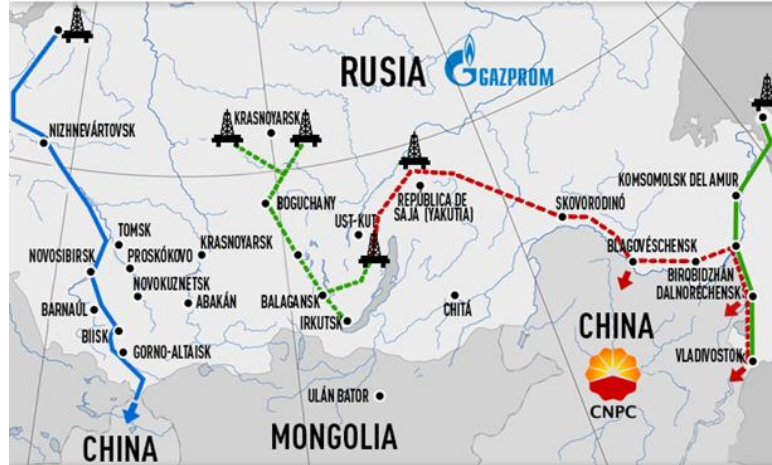 RUSIA
GAZPROM
KRASNOYARSK
NIZHNEVÁRTOVSK
KOMSOMOLSK DEL AMUR
REPÚBLICA DE
SAJÁ (YAKUTIA)
BOGUCHANY
SKOVORODINÓ
UST-KUT
TOMSK
KRASNOYARSK
PROSKÓKOVO
NOVOSIBIRSK
BLAGOVÉSCHENSK
BIROBIDZHÁN
NOVOKUZNETSK
DALNORECHENSK
BALAGANSK
ABAKÁN
CHITÁ
BARNAÚL
IRKUTSK
CHINA
BIISK
GORNO-ALTAISK
VLADIVOSTOK
ULÁN BATOR
CNPC
CHINA
MONGOLIA